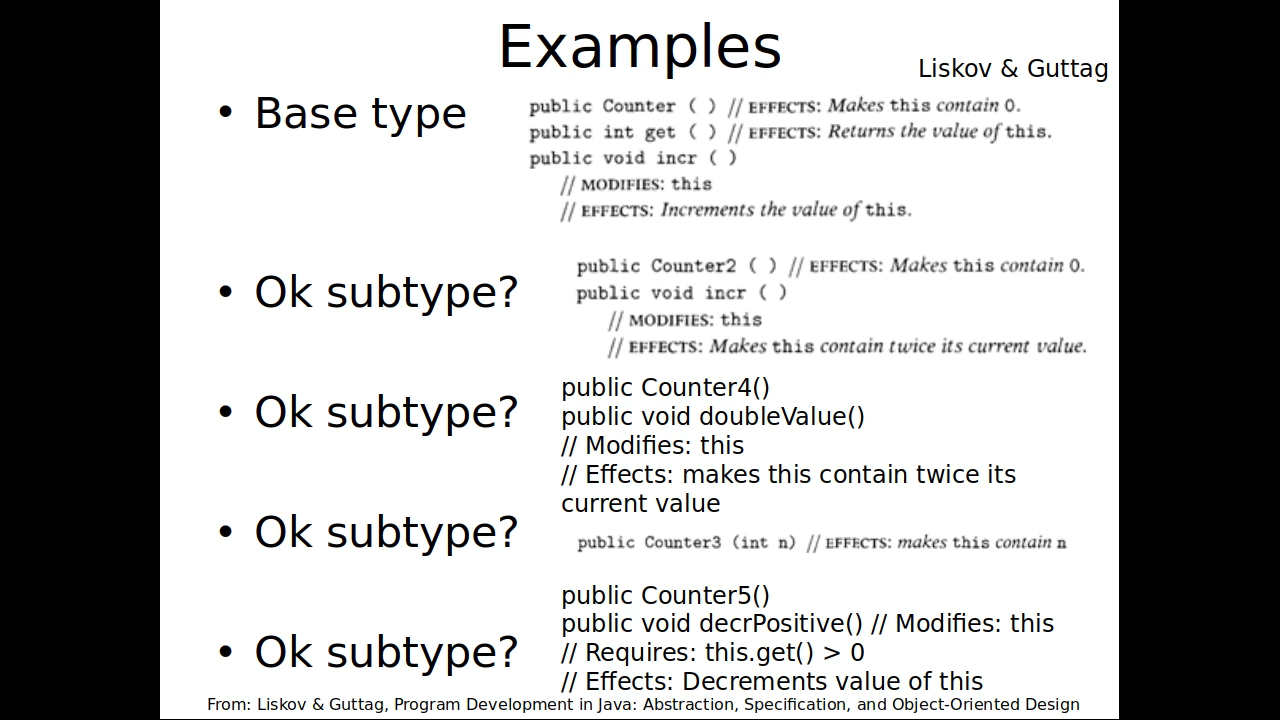 Examples
Liskov & Guttag
• Base type
public Counter ( ) // EFFECTS: Makes this contain 0.
public int get ( ) // EFFECTS: Returns the value of this.
public void incr ( )
// MODIFIES: this
// EFFECTS: Increments the value of this.
• Ok subtype?
public Counter2 ( ) // EFFECTS: Makes this contain 0.
public void incr ( )
// MODIFIES: this
// EFFECTS: Makes this contain twice its current value.
• Ok subtype?
public Counter4()
public void doubleValue()
// Modifies: this
// Effects: makes this contain twice its
current value
• Ok subtype?
public Counter3 (int n) // EFFECTS: makes this contain n
• Ok subtype?
public Counter5()
public void decrPositive() // Modifies: this
// Requires: this.get() > 0
// Effects: Decrements value of this
From: Liskov & Guttag, Program Development in Java: Abstraction, Specification, and Object-Oriented Design